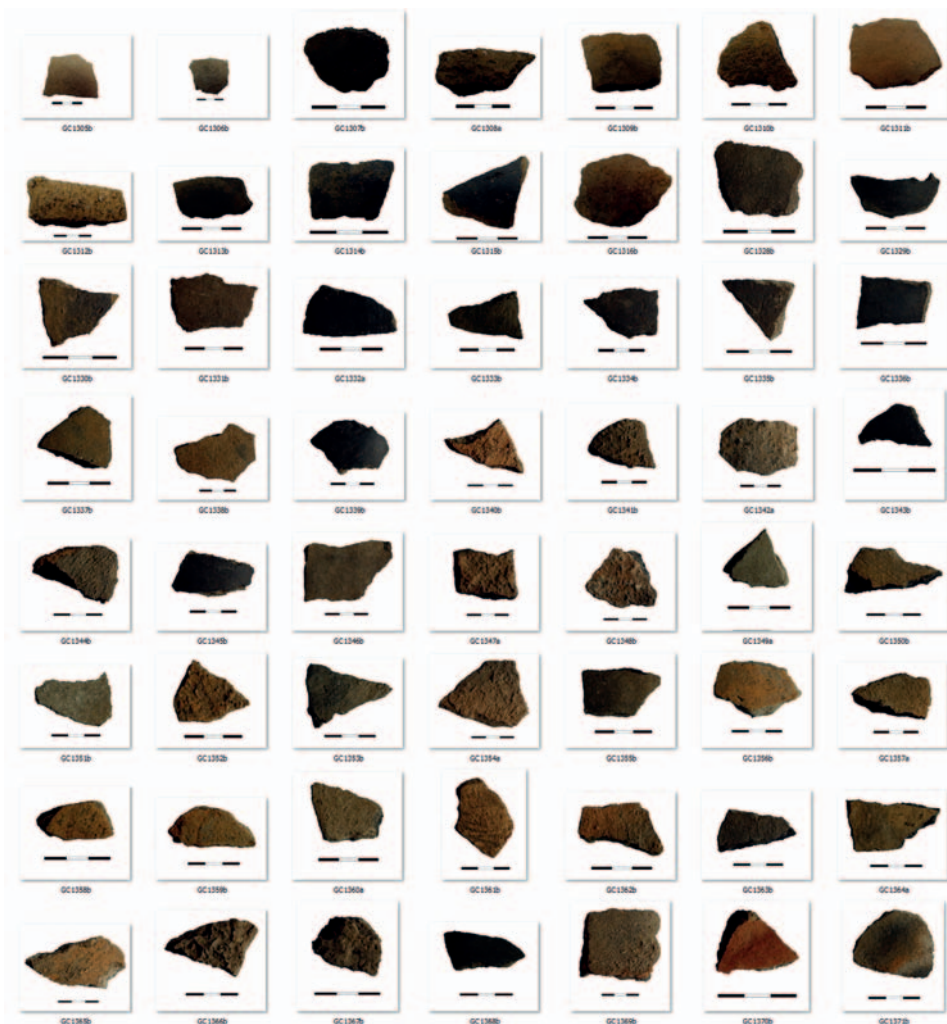 GC1305b GC1306b GC1307b GC1308a GC1309b GC1310b GC1311b
GC1312b GC1313b GC1314b GC1315b GC1316b GC1328b GC1329b
GC1330b GC1331b GC1332a GC1333b GC1334b GC1335b GC1336b
GC1337b GC1338b GC1339b GC1340b GC1341b GC1342a GC1343b
GC1344b GC1345b GC1346b GC1347a GC1348b GC1349a GC1350b
GC1351b GC1352b GC1353b GC1354a GC1355b GC1356b GC1357a
GC1358b GC1359b GC1360a GC1361b GC1362b GC1363b GC1364a
GC1365b GC1366b GC1367b GC1368b GC1369b GC1370b GC1371b